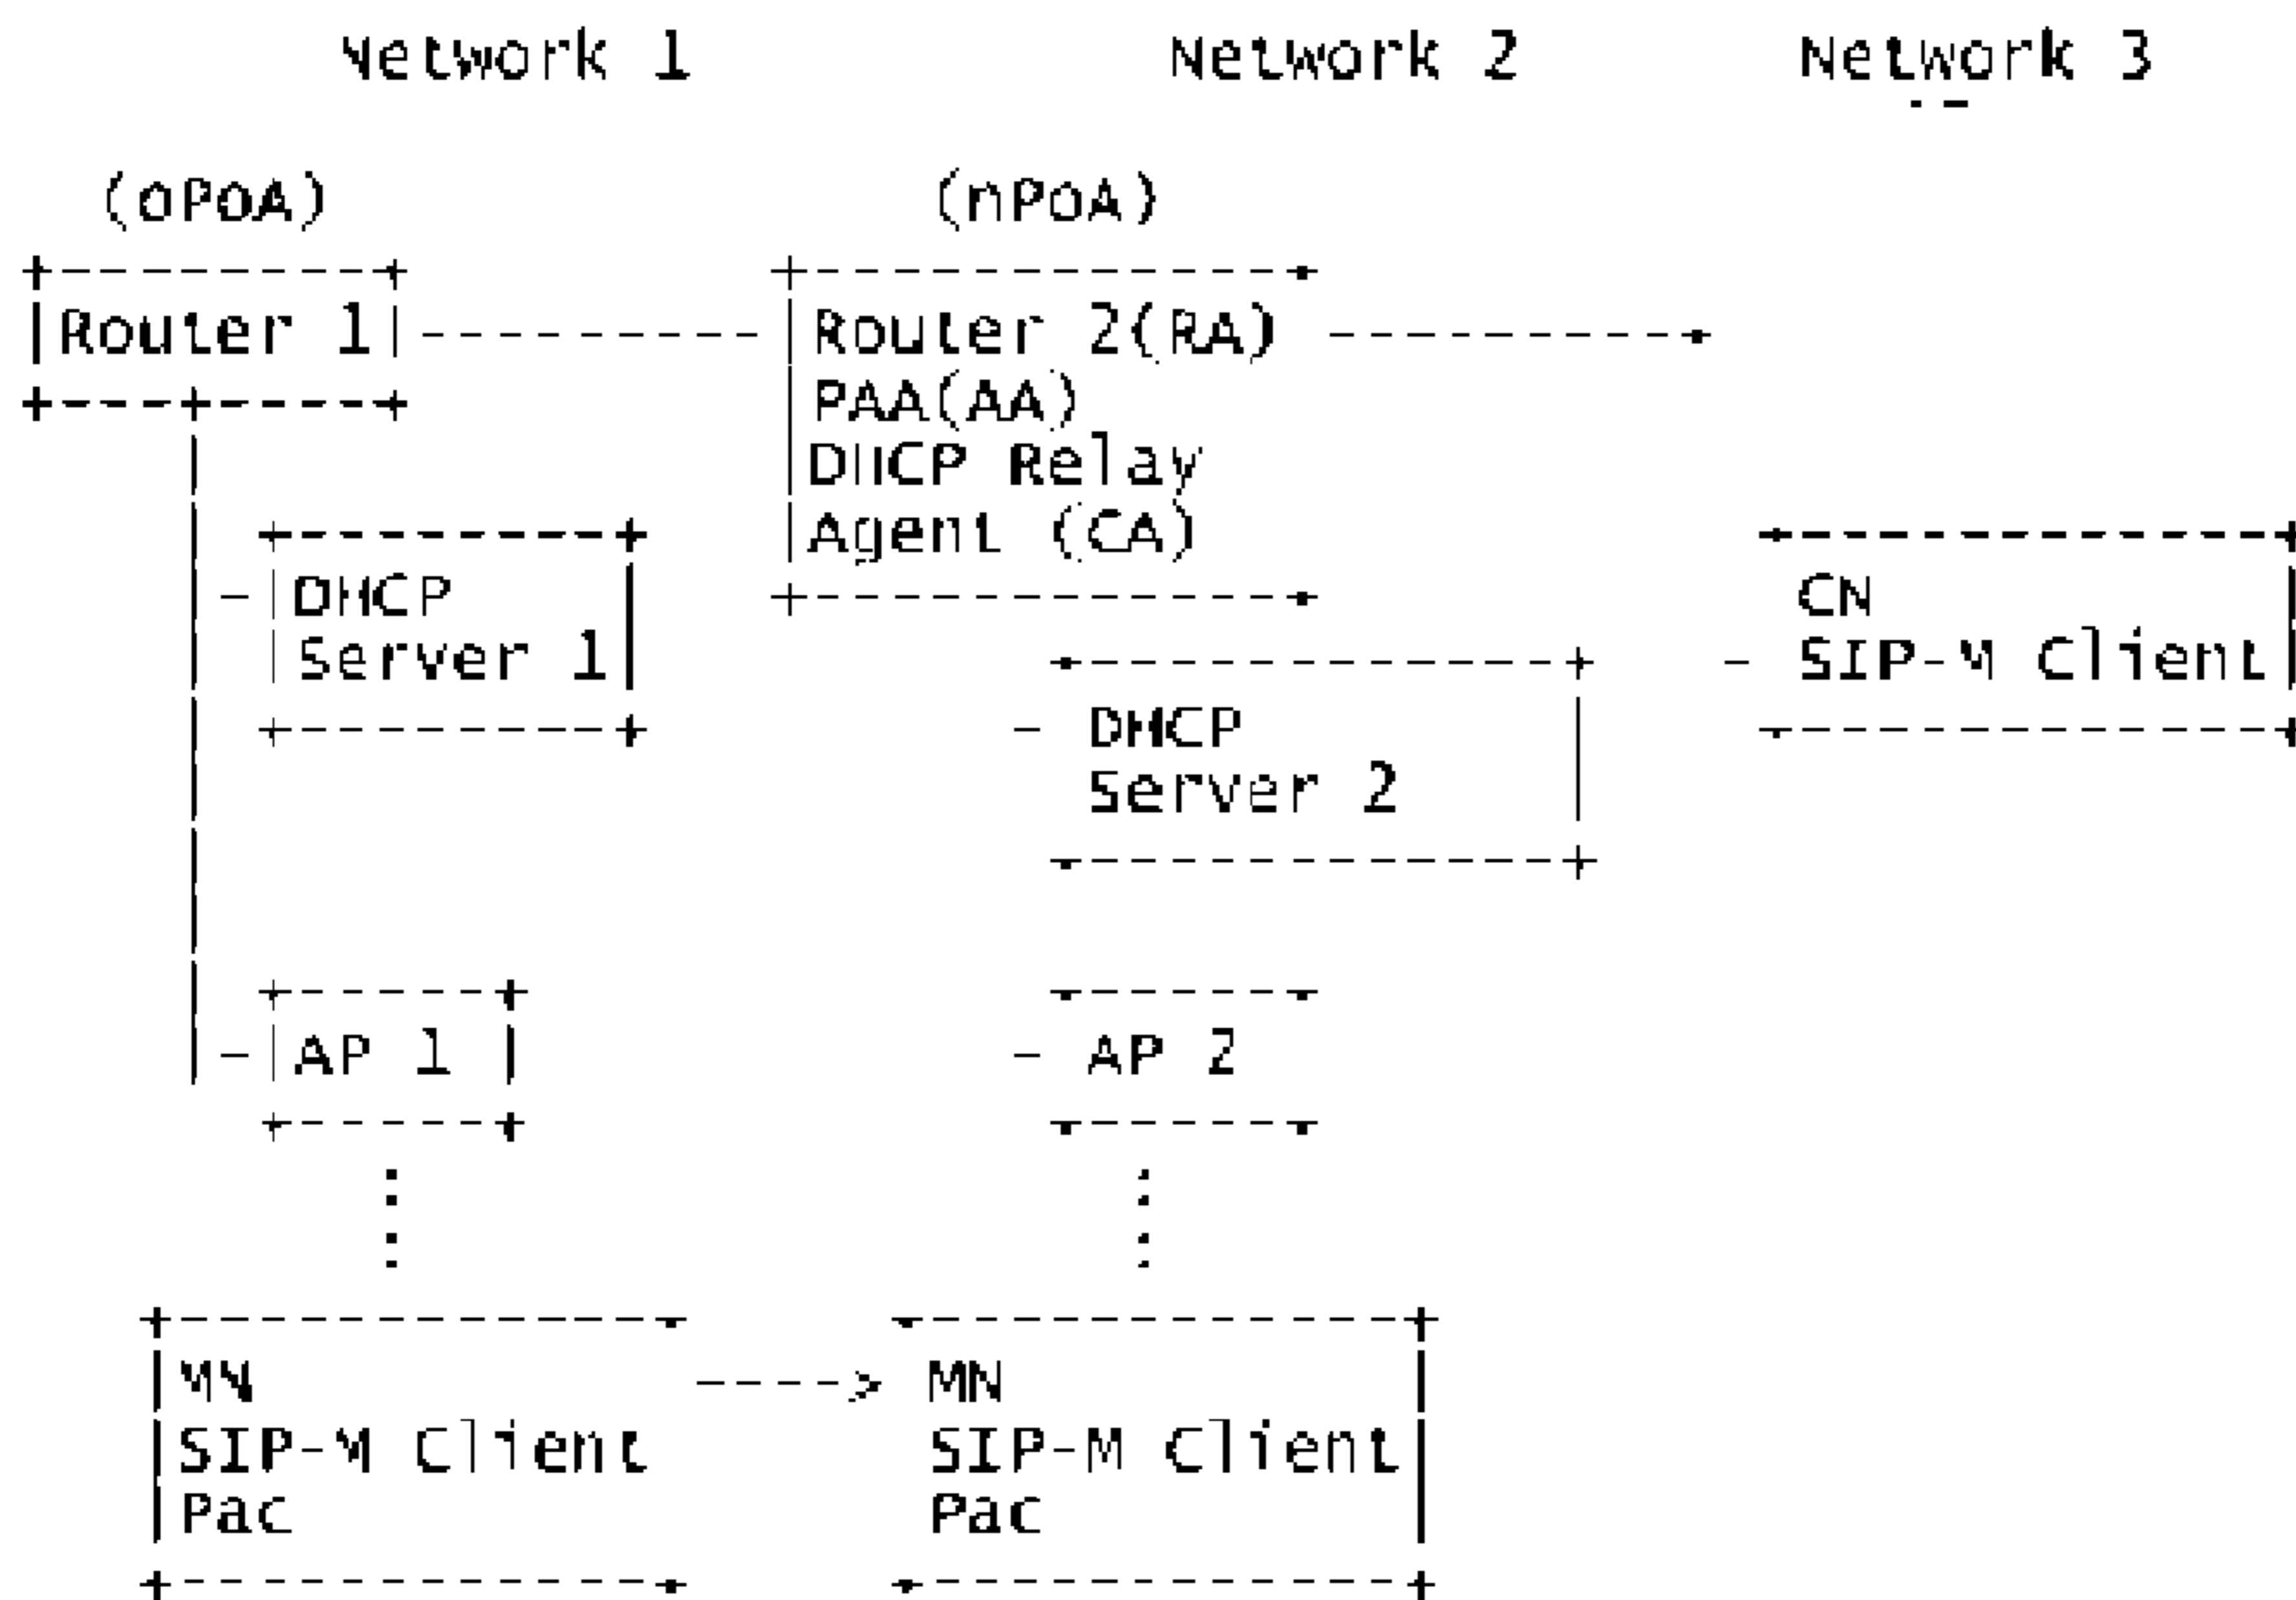 Network 1
Network 2
Network 3
(oPoA)
(nPoA)
Router 1
Router 2(RA)
PAA(AA)
DHCP Relay
Agent (CA)
DHCP
Server 1
CN
SIP-M Client
DHCP
Server 2
AP 1
AP 2
MN
SIP-M Client
Pac
MN
SIP-M Client
Pac